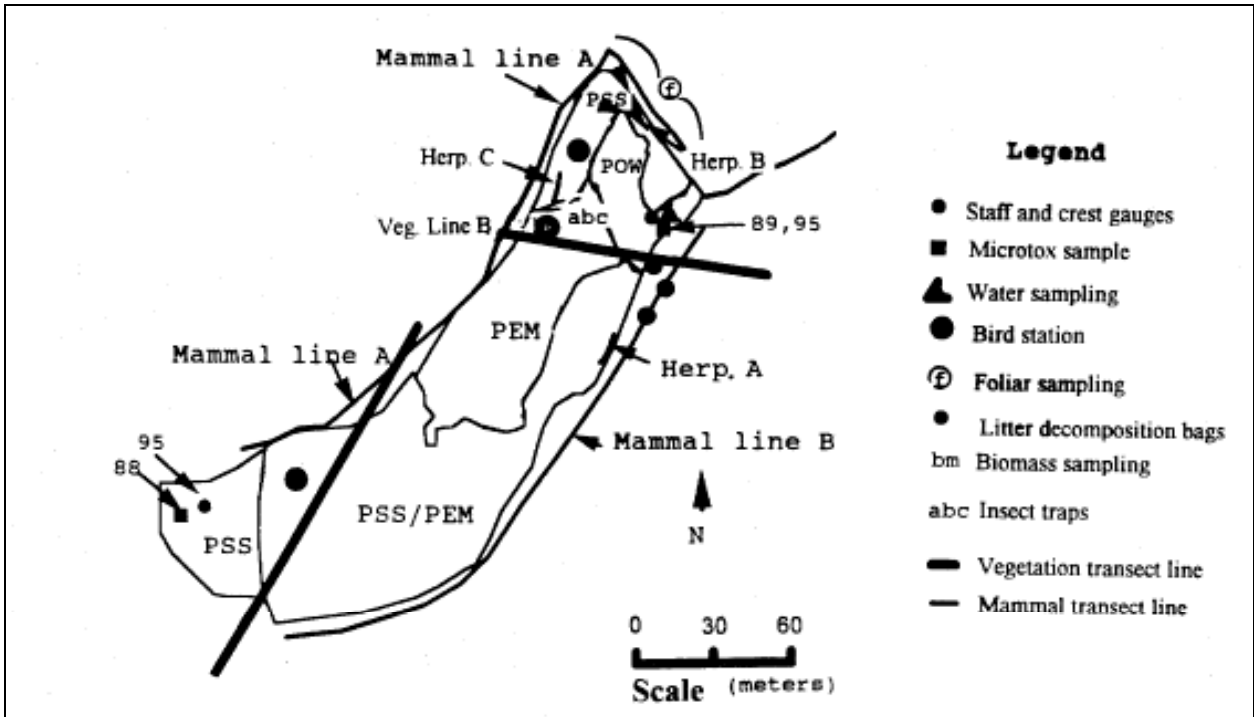 Mammal line A
PSS
f
Herp. C
POW
Herp. B
abc
Veg. Line B
89,95
PEM
Mammal line A
Herp. A
Mammal line B
95
88
PSS/PEM
PSS
N
0 30 60
Scale (meters)
Legend
Staff and crest gauges
Microtox sample
Water sampling
Bird station
f Foliar sampling
Litter decomposition bags
bm Biomass sampling
abc Insect traps
Vegetation transect line
Mammal transect line